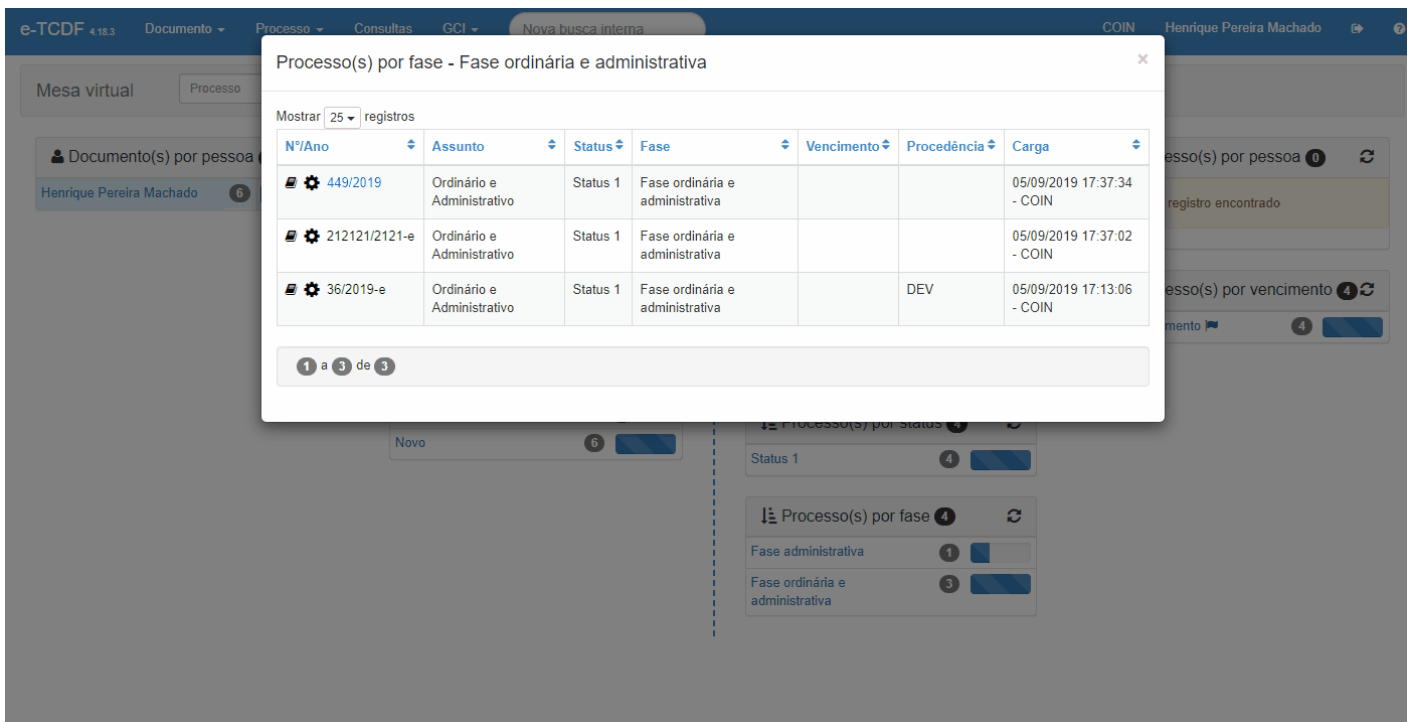 e-TCDF 4.18.3 Documento Processo Consultas GCI Nova busca interna COIN Henrique Pereira Machado
Processo(s) por fase - Fase ordinária e administrativa ×
Mesa virtual Processo
Mostrar 25 registros
N°/Ano Assunto Status Fase Vencimento Procedência Carga
449/2019 Ordinário e Status 1 Fase ordinária e 05/09/2019 17:37:34
Administrativo administrativa - COIN
212121/2121-e Ordinário e Status 1 Fase ordinária e 05/09/2019 17:37:02
Administrativo administrativa - COIN
36/2019-e Ordinário e Status 1 Fase ordinária e DEV 05/09/2019 17:13:06
Administrativo administrativa - COIN
1 a 3 de 3
Documento(s) por pessoa
Henrique Pereira Machado 6
esso(s) por pessoa 0
registro encontrado
esso(s) por vencimento 4
mento 4
Novo 6
Processo(s) por status 4
Status 1 4
Processo(s) por fase 4
Fase administrativa 1
Fase ordinária e 3
administrativa